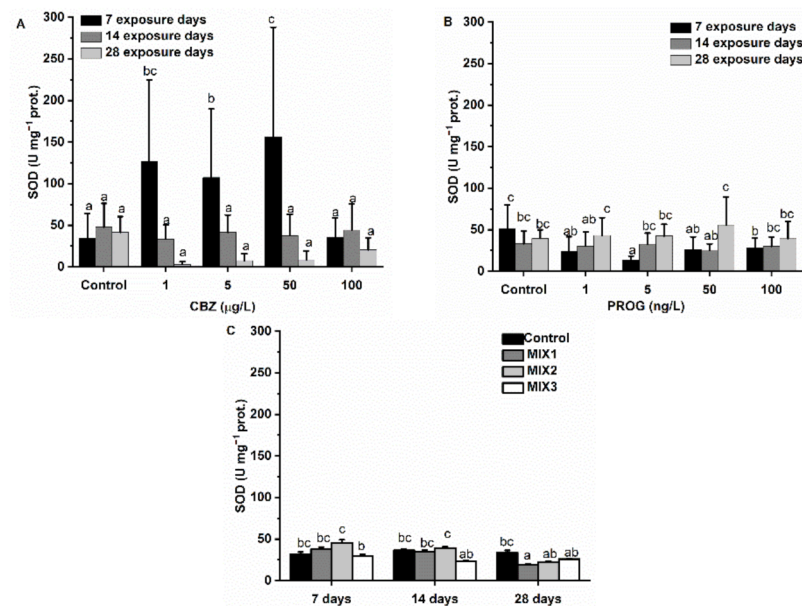 A
300
250
200
150
100
50
0
SOD (U mg⁻¹ prot.)
7 exposure days
14 exposure days
28 exposure days
a a a bc a a b a a c a a a a a
Control 1 5 50 100
CBZ (µg/L)
B
300
250
200
150
100
50
0
SOD (U mg⁻¹ prot.)
7 exposure days
14 exposure days
28 exposure days
c bc bc ab ab c a bc bc ab ab c b ab bc
Control 1 5 50 100
PROG (ng/L)
C
300
250
200
150
100
50
0
SOD (U mg⁻¹ prot.)
Control
MIX1
MIX2
MIX3
bc bc c b bc bc c ab bc a ab ab
7 days 14 days 28 days